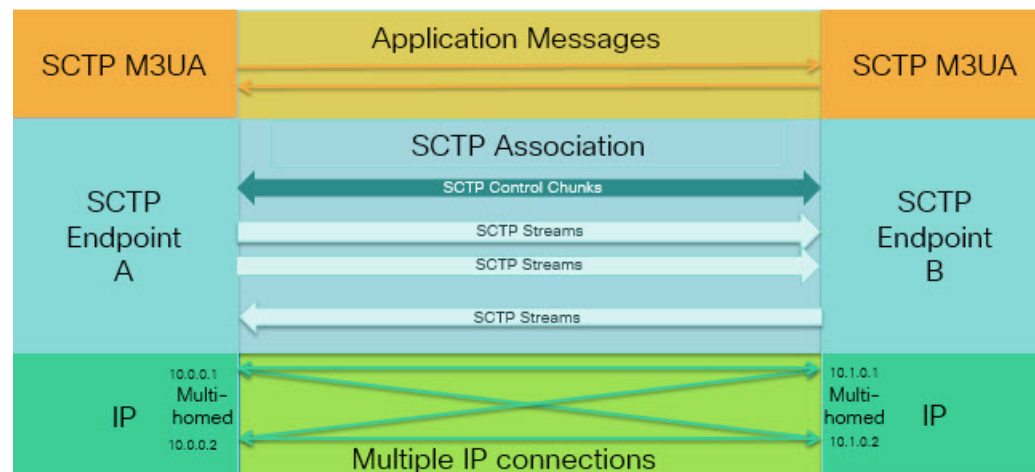 Application Messages
SCTP M3UA
SCTP M3UA
SCTP Association
SCTP Control Chunks
SCTP
Endpoint
A
SCTP Streams
SCTP Streams
SCTP Streams
SCTP
Endpoint
B
10.0.0.1
Multi-
homed
10.0.0.2
IP
10.1.0.1
Multi-
homed
10.1.0.2
IP
Multiple IP connections